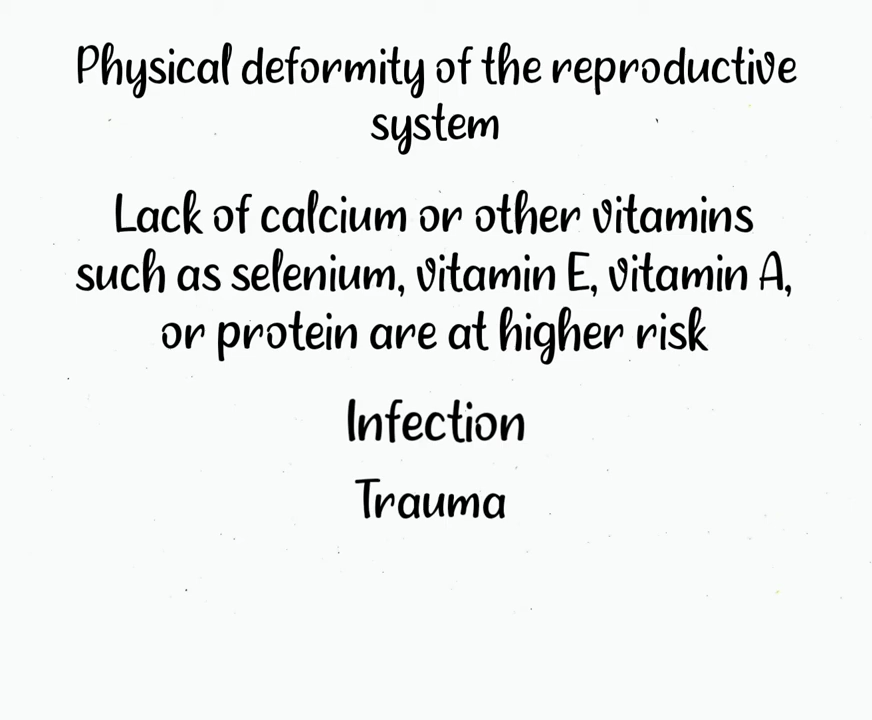 Physical deformity of the reproductive
system
Lack of calcium or other vitamins
such as selenium, vitamin E, vitamin A,
or protein are at higher risk
Infection
Trauma